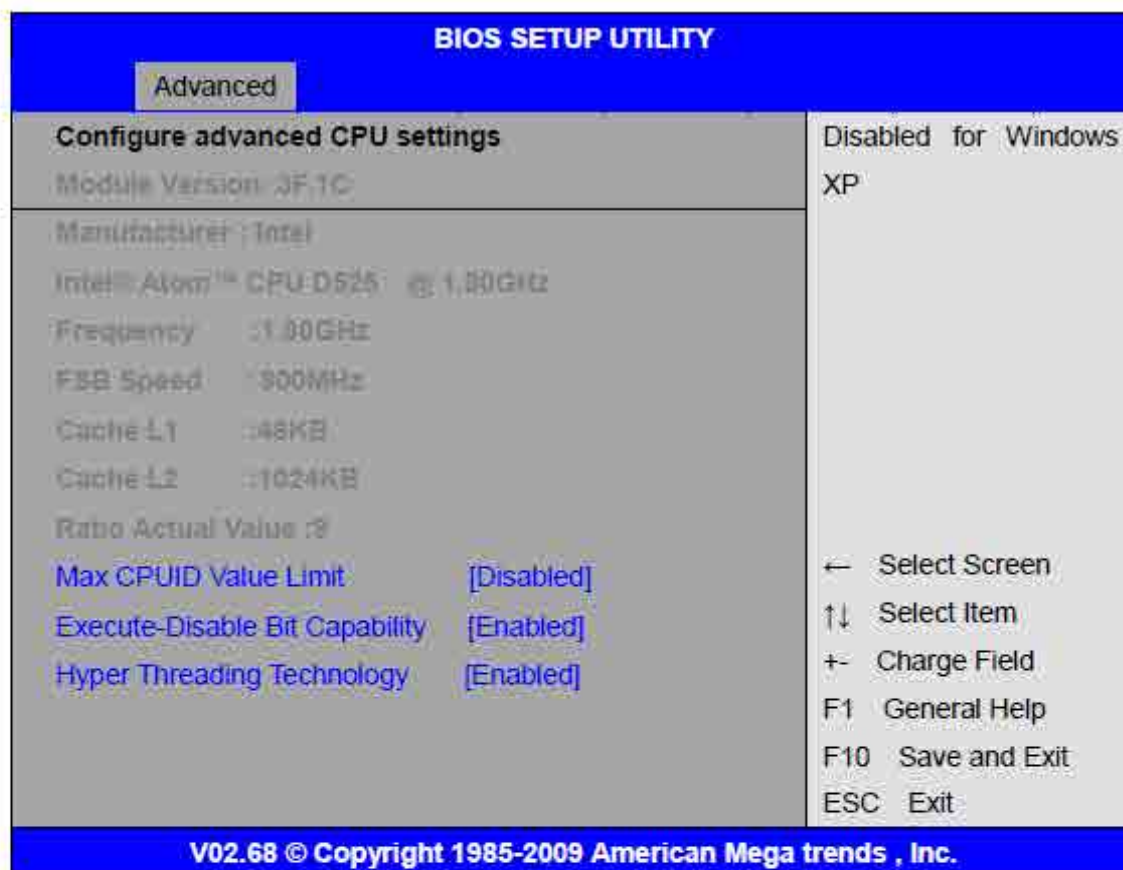 BIOS SETUP UTILITY
Advanced
Configure advanced CPU settings
Module Version: 3F.1C
Manufacturer : Intel
Intel® Atom™ CPU D525 @ 1.80GHz
Frequency :1.80GHz
FSB Speed :800MHz
Cache L1 :48KB
Cache L2 :1024KB
Ratio Actual Value :9
Max CPUID Value Limit [Disabled]
Execute-Disable Bit Capability [Enabled]
Hyper Threading Technology [Enabled]
Disabled for Windows
XP
← Select Screen
↑↓ Select Item
+- Charge Field
F1 General Help
F10 Save and Exit
ESC Exit
V02.68 © Copyright 1985-2009 American Mega trends , Inc.